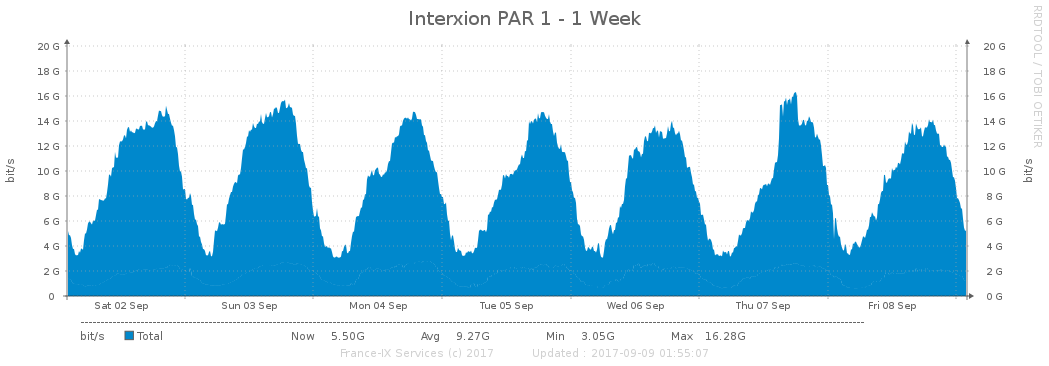 Interxion PAR 1 - 1 Week
RRDTOOL / TOBI OETIKER
20 G 20 G
18 G 18 G
16 G 16 G
14 G 14 G
12 G 12 G
10 G 10 G
8 G 8 G
6 G 6 G
4 G 4 G
2 G 2 G
0 0 G
bit/s bit/s
Sat 02 Sep Sun 03 Sep Mon 04 Sep Tue 05 Sep Wed 06 Sep Thu 07 Sep Fri 08 Sep
bit/s Total Now 5.50G Avg 9.27G Min 3.05G Max 16.28G
France-IX Services (c) 2017 Updated : 2017-09-09 01:55:07